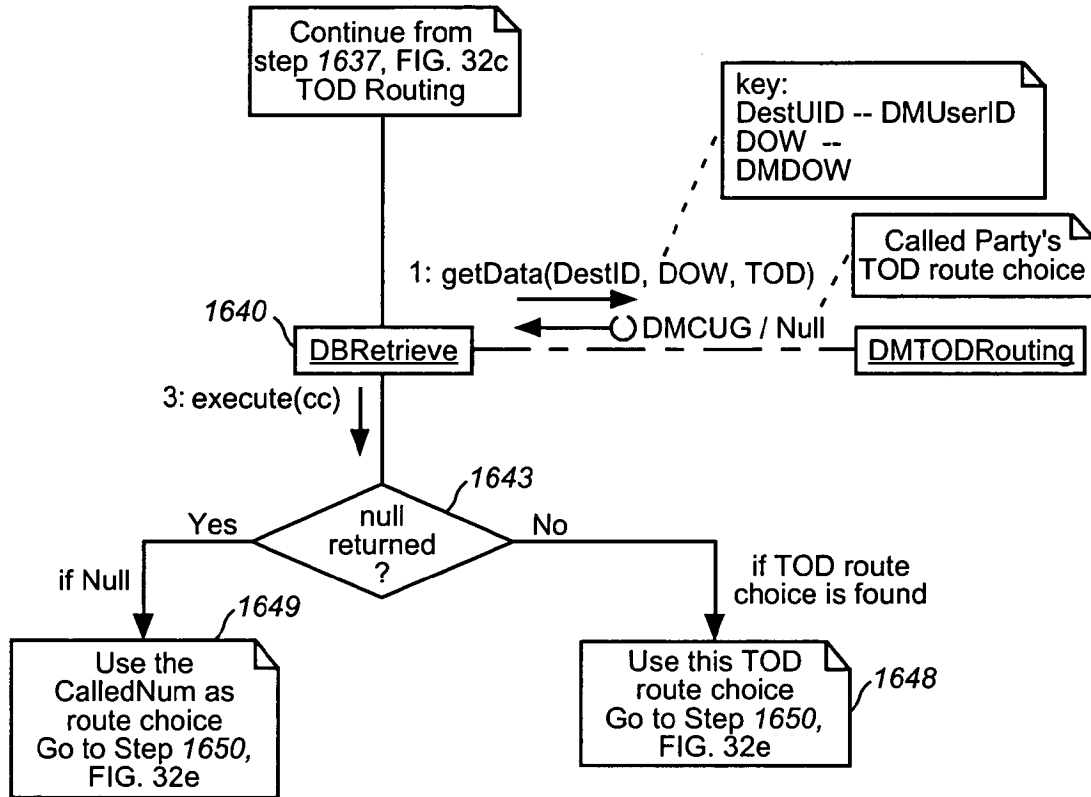 Continue from
step 1637, FIG. 32c
TOD Routing
key:
DestUID -- DMUserID
DOW --
DMDOW
Called Party's
TOD route choice
1: getData(DestID, DOW, TOD)
DMCUG / Null
1640
DBRetrieve
DMTODRouting
3: execute(cc)
1643
Yes
null
returned
?
No
if Null
if TOD route
choice is found
1649
Use the
CalledNum as
route choice
Go to Step 1650,
FIG. 32e
Use this TOD
route choice
Go to Step 1650,
FIG. 32e
1648